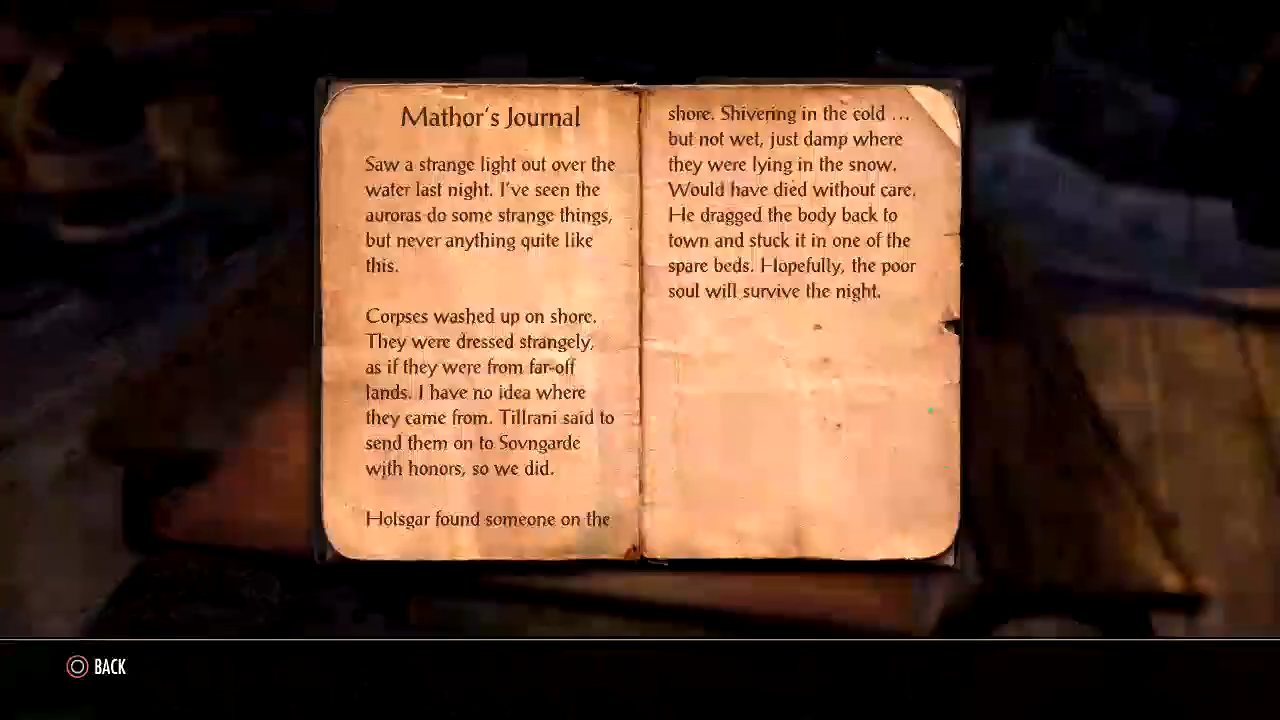 Mathor's Journal
Saw a strange light out over the
water last night. I've seen the
auroras do some strange things,
but never anything quite like
this.
Corpses washed up on shore.
They were dressed strangely,
as if they were from far-off
lands. I have no idea where
they came from. Tillrani said to
send them on to Sovngarde
with honors, so we did.
Holsgar found someone on the
shore. Shivering in the cold ...
but not wet, just damp where
they were lying in the snow.
Would have died without care.
He dragged the body back to
town and stuck it in one of the
spare beds. Hopefully, the poor
soul will survive the night.
BACK